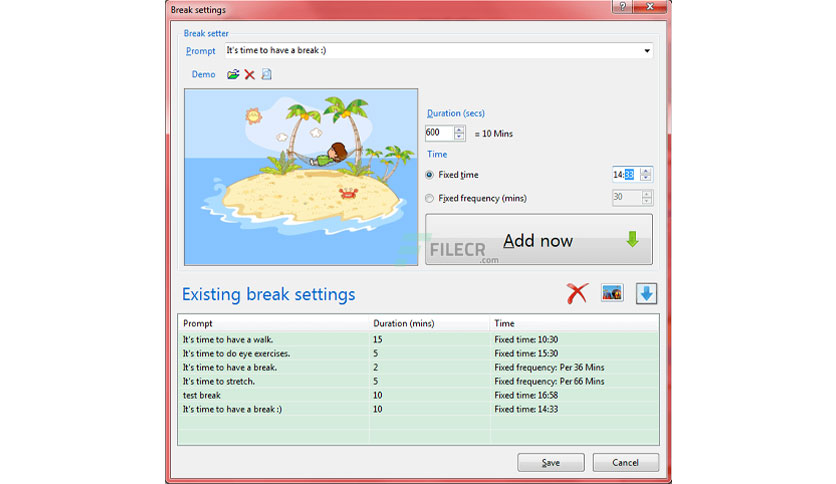 Break settings
Break setter
Prompt It's time to have a break :)
Demo
Duration (secs)
600 = 10 Mins
Time
Fixed time 14:33
Fixed frequency (mins) 30
Add now
FILECR
.com
Existing break settings
Prompt Duration (mins) Time
It's time to have a walk. 15 Fixed time: 10:30
It's time to do eye exercises. 5 Fixed time: 15:30
It's time to have a break. 2 Fixed frequency: Per 36 Mins
It's time to stretch. 5 Fixed frequency: Per 66 Mins
test break 10 Fixed time: 16:58
It's time to have a break :) 10 Fixed time: 14:33
Save Cancel